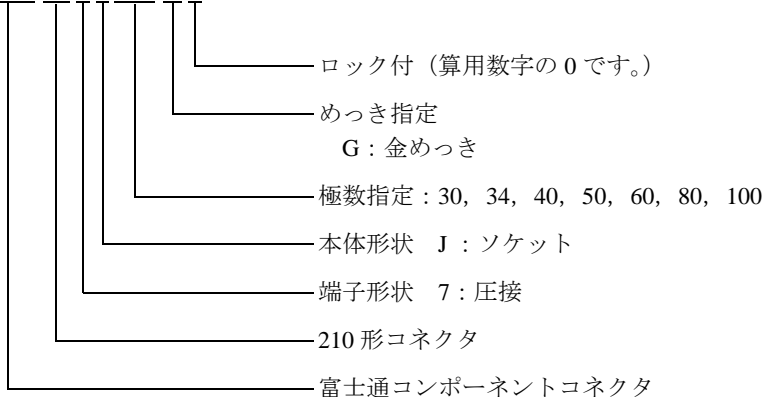 ロック付（算用数字の 0 です。）
めっき指定
G：金めっき
極数指定：30，34，40，50，60，80，100
本体形状　J：ソケット
端子形状　7：圧接
210 形コネクタ
富士通コンポーネントコネクタ